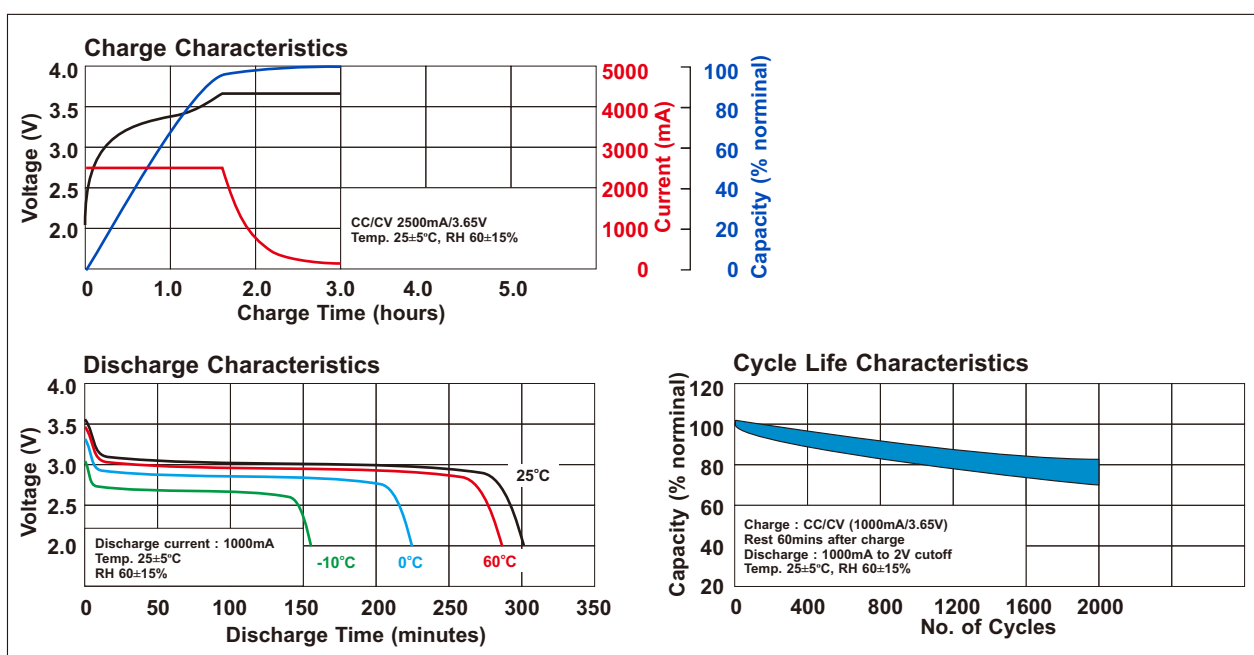 Charge Characteristics
4.0
3.5
3.0
2.5
2.0
Voltage (V)
0
1.0
2.0
3.0
4.0
5.0
Charge Time (hours)
CC/CV 2500mA/3.65V
Temp. 25±5°C, RH 60±15%
5000
4000
3000
2000
1000
0
Current (mA)
100
80
60
40
20
0
Capacity (% norminal)
Discharge Characteristics
4.0
3.5
3.0
2.5
2.0
Voltage (V)
25°C
-10°C
0°C
60°C
Discharge current : 1000mA
Temp. 25±5°C
RH 60±15%
0
50
100
150
200
250
300
350
Discharge Time (minutes)
Cycle Life Characteristics
120
100
80
60
40
20
Capacity (% norminal)
Charge : CC/CV (1000mA/3.65V)
Rest 60mins after charge
Discharge : 1000mA to 2V cutoff
Temp. 25±5°C, RH 60±15%
0
400
800
1200
1600
2000
No. of Cycles